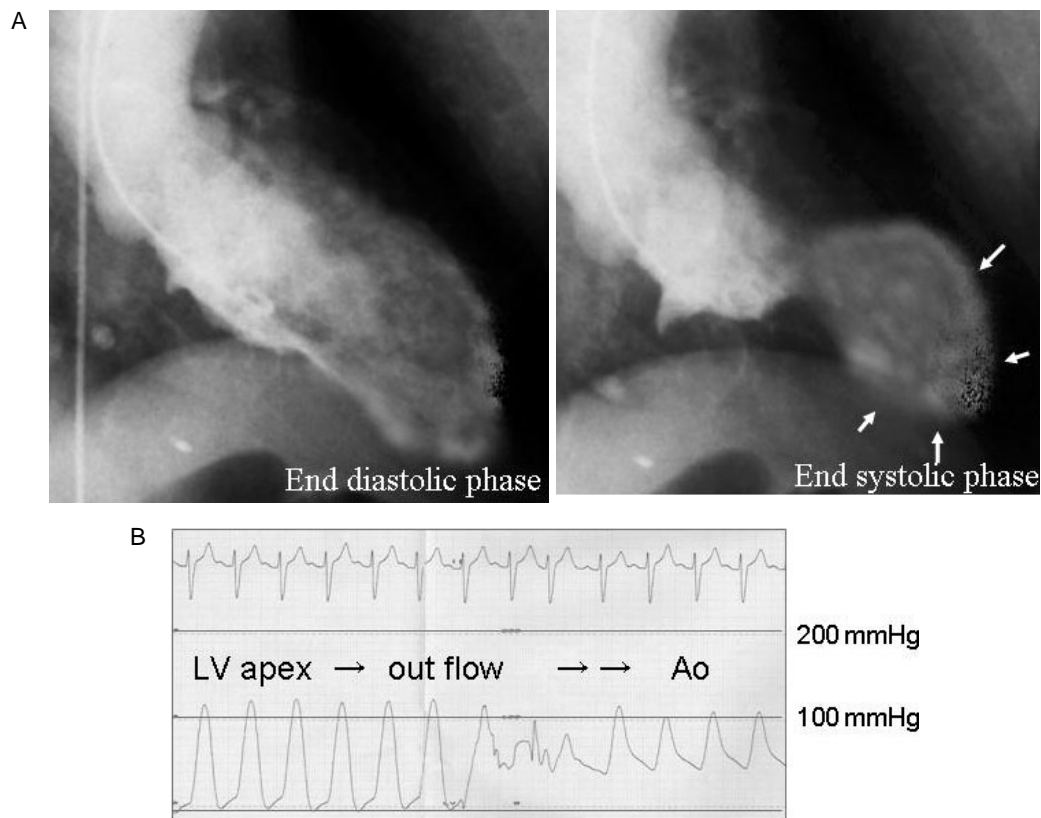 A
End diastolic phase
End systolic phase
B
200 mmHg
LV apex → out flow → → Ao
100 mmHg